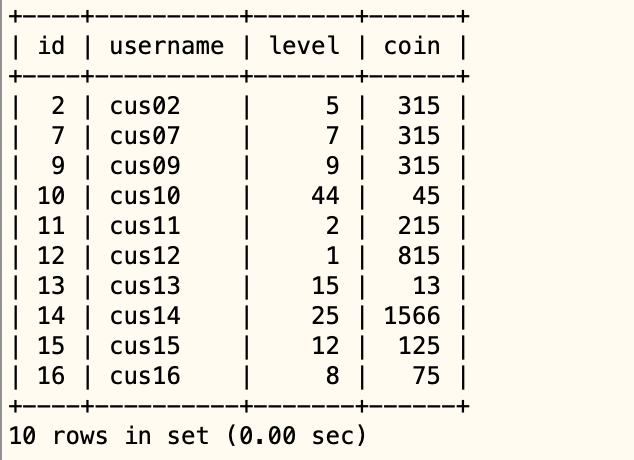 +----+----------+-------+------+
| id | username | level | coin |
+----+----------+-------+------+
|  2 | cus02    |     5 |  315 |
|  7 | cus07    |     7 |  315 |
|  9 | cus09    |     9 |  315 |
| 10 | cus10    |    44 |   45 |
| 11 | cus11    |     2 |  215 |
| 12 | cus12    |     1 |  815 |
| 13 | cus13    |    15 |   13 |
| 14 | cus14    |    25 | 1566 |
| 15 | cus15    |    12 |  125 |
| 16 | cus16    |     8 |   75 |
+----+----------+-------+------+
10 rows in set (0.00 sec)